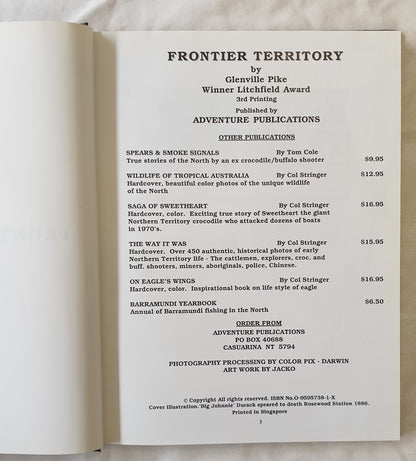 FRONTIER TERRITORY
by
Glenville Pike
Winner Litchfield Award
3rd Printing
Published by
ADVENTURE PUBLICATIONS
OTHER PUBLICATIONS
SPEARS & SMOKE SIGNALS By Tom Cole
True stories of the North by an ex crocodile/buffalo shooter $9.95
WILDLIFE OF TROPICAL AUSTRALIA By Col Stringer $12.95
Hardcover, beautiful color photos of the unique wildlife
of the North
SAGA OF SWEETHEART By Col Stringer $16.95
Hardcover, color. Exciting true story of Sweetheart the giant
Northern Territory crocodile who attacked dozens of boats
in 1970's.
THE WAY IT WAS By Col Stringer $15.95
Hardcover. Over 450 authentic, historical photos of early
Northern Territory life - The cattlemen, explorers, croc. and
buff. shooters, miners, aboriginals, police, Chinese.
ON EAGLE'S WINGS By Col Stringer $16.95
Hardcover, color. Inspirational book on life style of eagle
BARRAMUNDI YEARBOOK $6.50
Annual of Barramundi fishing in the North
ORDER FROM
ADVENTURE PUBLICATIONS
PO BOX 40688
CASUARINA NT 5794
PHOTOGRAPHY PROCESSING BY COLOR PIX - DARWIN
ART WORK BY JACKO
© Copyright All rights reserved. ISBN No.O-9595738-1-X
Cover Illustration,'Big Johnnie' Durack speared to death Rosewood Station 1886.
Printed in Singapore
3